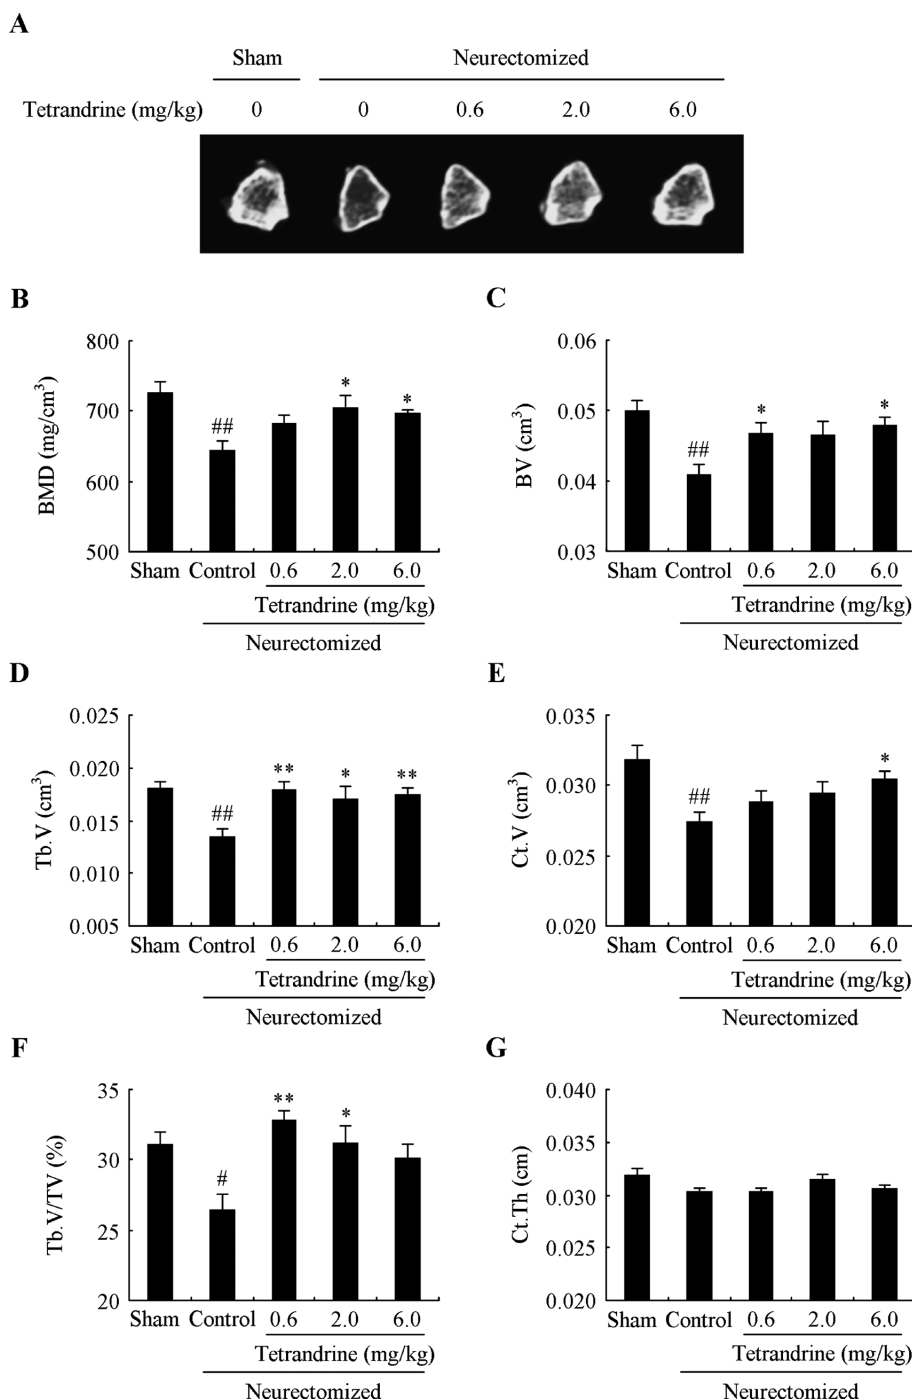 A
Sham Neurectomized
Tetrandrine (mg/kg) 0 0 0.6 2.0 6.0
B
800
700
600
500
BMD (mg/cm³)
##
*
*
Sham Control 0.6 2.0 6.0
Tetrandrine (mg/kg)
Neurectomized
C
0.06
0.05
0.04
0.03
BV (cm³)
##
*
*
Sham Control 0.6 2.0 6.0
Tetrandrine (mg/kg)
Neurectomized
D
0.025
0.020
0.015
0.010
0.005
Tb.V (cm³)
##
**
*
**
Sham Control 0.6 2.0 6.0
Tetrandrine (mg/kg)
Neurectomized
E
0.035
0.030
0.025
0.020
Ct.V (cm³)
##
*
Sham Control 0.6 2.0 6.0
Tetrandrine (mg/kg)
Neurectomized
F
35
30
25
20
Tb.V/TV (%)
#
**
*
Sham Control 0.6 2.0 6.0
Tetrandrine (mg/kg)
Neurectomized
G
0.040
0.035
0.030
0.025
0.020
Ct.Th (cm)
Sham Control 0.6 2.0 6.0
Tetrandrine (mg/kg)
Neurectomized